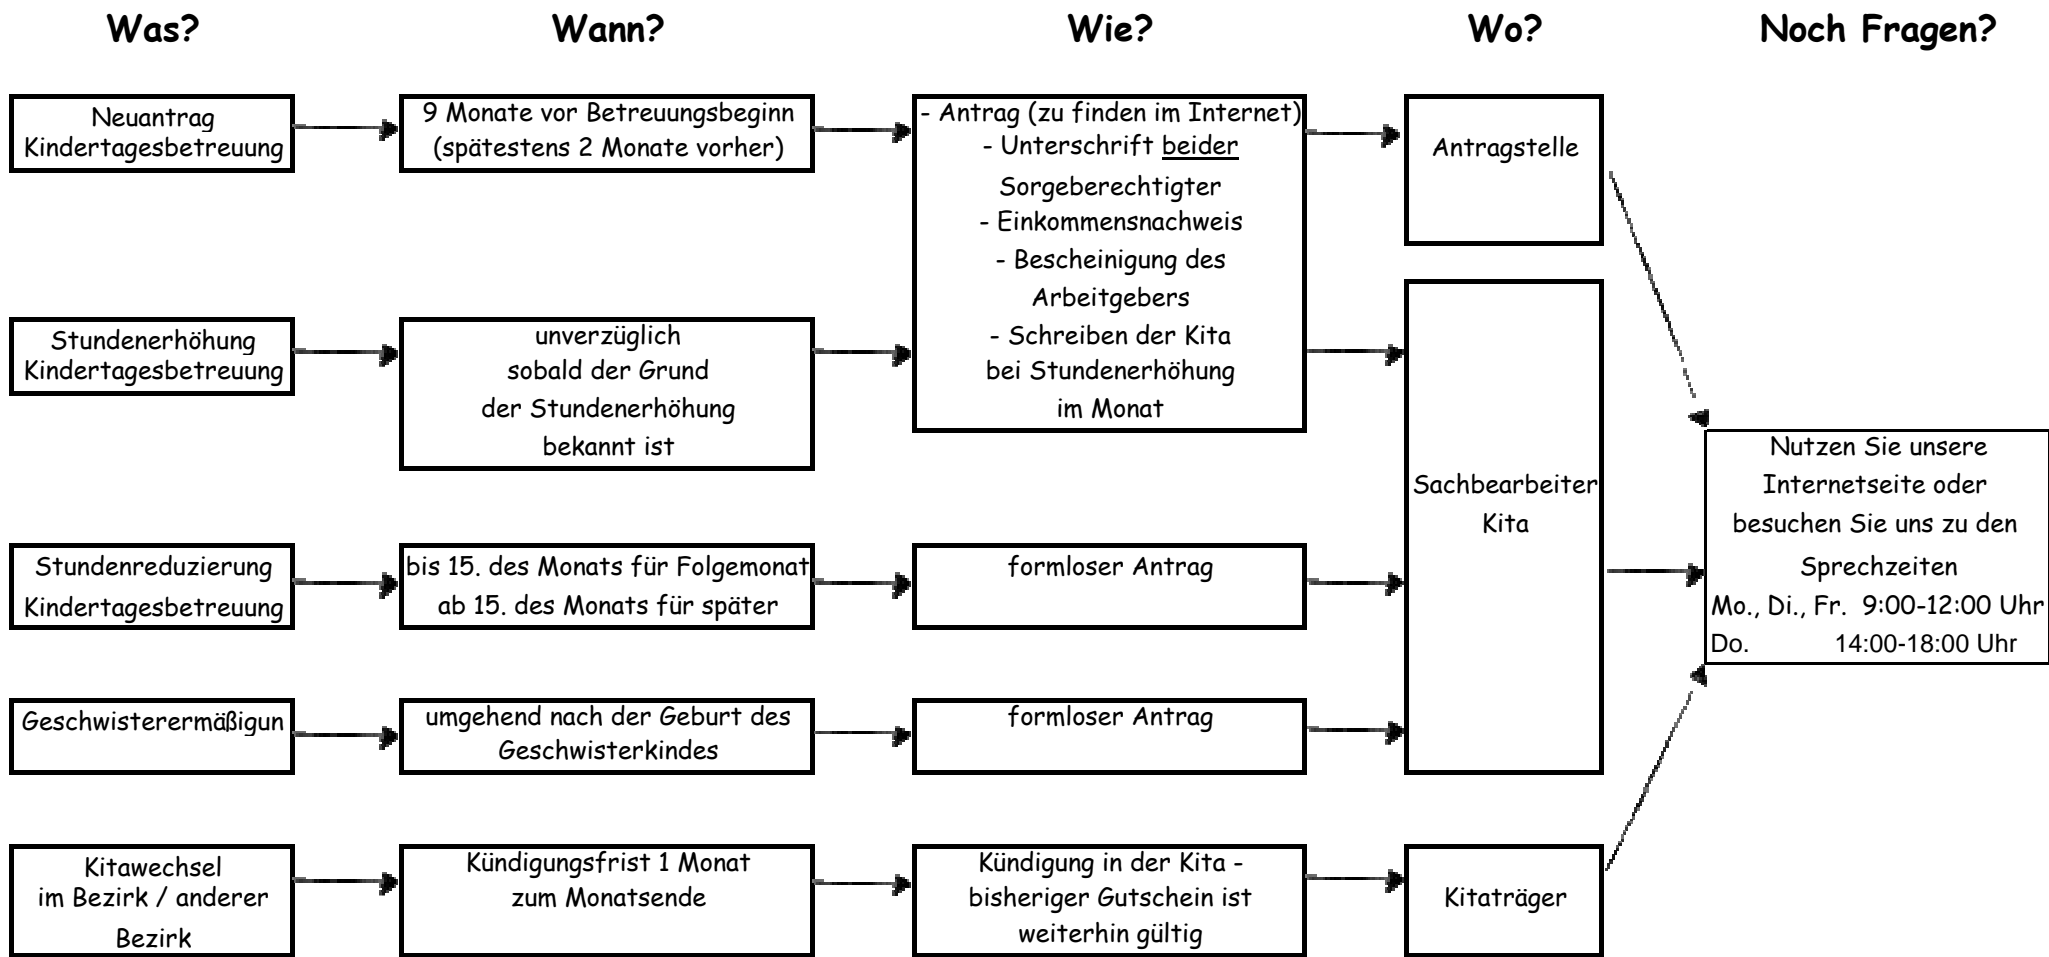 Was?
Wann?
Wie?
Wo?
Noch Fragen?
Neuantrag
Kindertagesbetreuung
9 Monate vor Betreuungsbeginn
(spätestens 2 Monate vorher)
- Antrag (zu finden im Internet)
- Unterschrift beider
Sorgeberechtigter
- Einkommensnachweis
- Bescheinigung des
Arbeitgebers
- Schreiben der Kita
bei Stundenerhöhung
im Monat
Antragstelle
Stundenerhöhung
Kindertagesbetreuung
unverzüglich
sobald der Grund
der Stundenerhöhung
bekannt ist
Sachbearbeiter
Kita
Stundenreduzierung
Kindertagesbetreuung
bis 15. des Monats für Folgemonat
ab 15. des Monats für später
formloser Antrag
Geschwisterermäßigun
umgehend nach der Geburt des
Geschwisterkindes
formloser Antrag
Kitawechsel
im Bezirk / anderer
Bezirk
Kündigungsfrist 1 Monat
zum Monatsende
Kündigung in der Kita -
bisheriger Gutschein ist
weiterhin gültig
Kitaträger
Nutzen Sie unsere
Internetseite oder
besuchen Sie uns zu den
Sprechzeiten
Mo., Di., Fr. 9:00-12:00 Uhr
Do. 14:00-18:00 Uhr